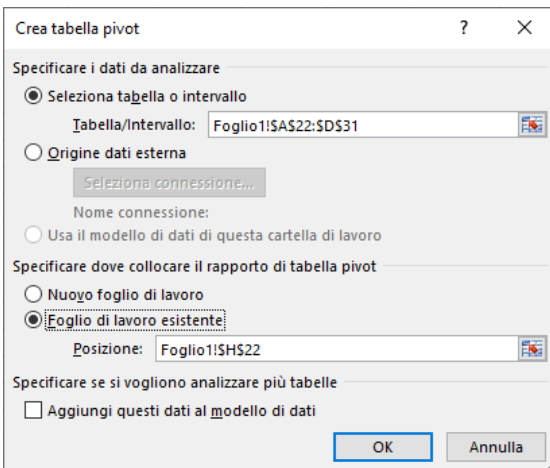 Crea tabella pivot ?
Specificare i dati da analizzare
Seleziona tabella o intervallo
Tabella/Intervallo: Foglio1!$A$22:$D$31
Origine dati esterna
Seleziona connessione...
Nome connessione:
Usa il modello di dati di questa cartella di lavoro
Specificare dove collocare il rapporto di tabella pivot
Nuovo foglio di lavoro
Foglio di lavoro esistente
Posizione: Foglio1!$H$22
Specificare se si vogliono analizzare più tabelle
Aggiungi questi dati al modello di dati
OK Annulla